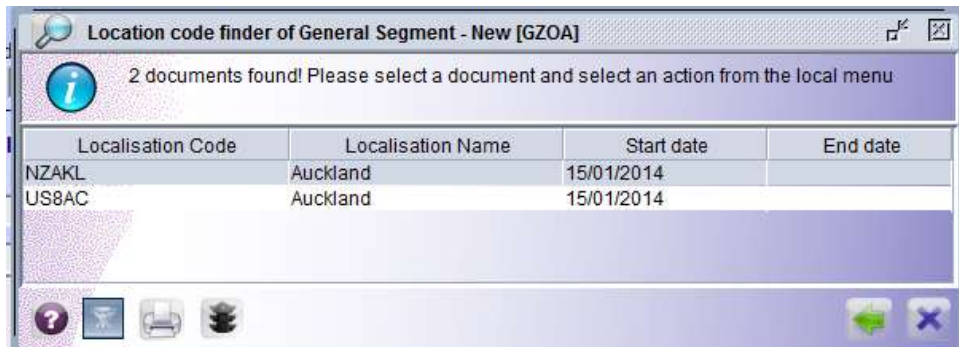 Location code finder of General Segment - New [GZOA]
2 documents found! Please select a document and select an action from the local menu
Localisation Code Localisation Name Start date End date
NZAKL Auckland 15/01/2014
US8AC Auckland 15/01/2014